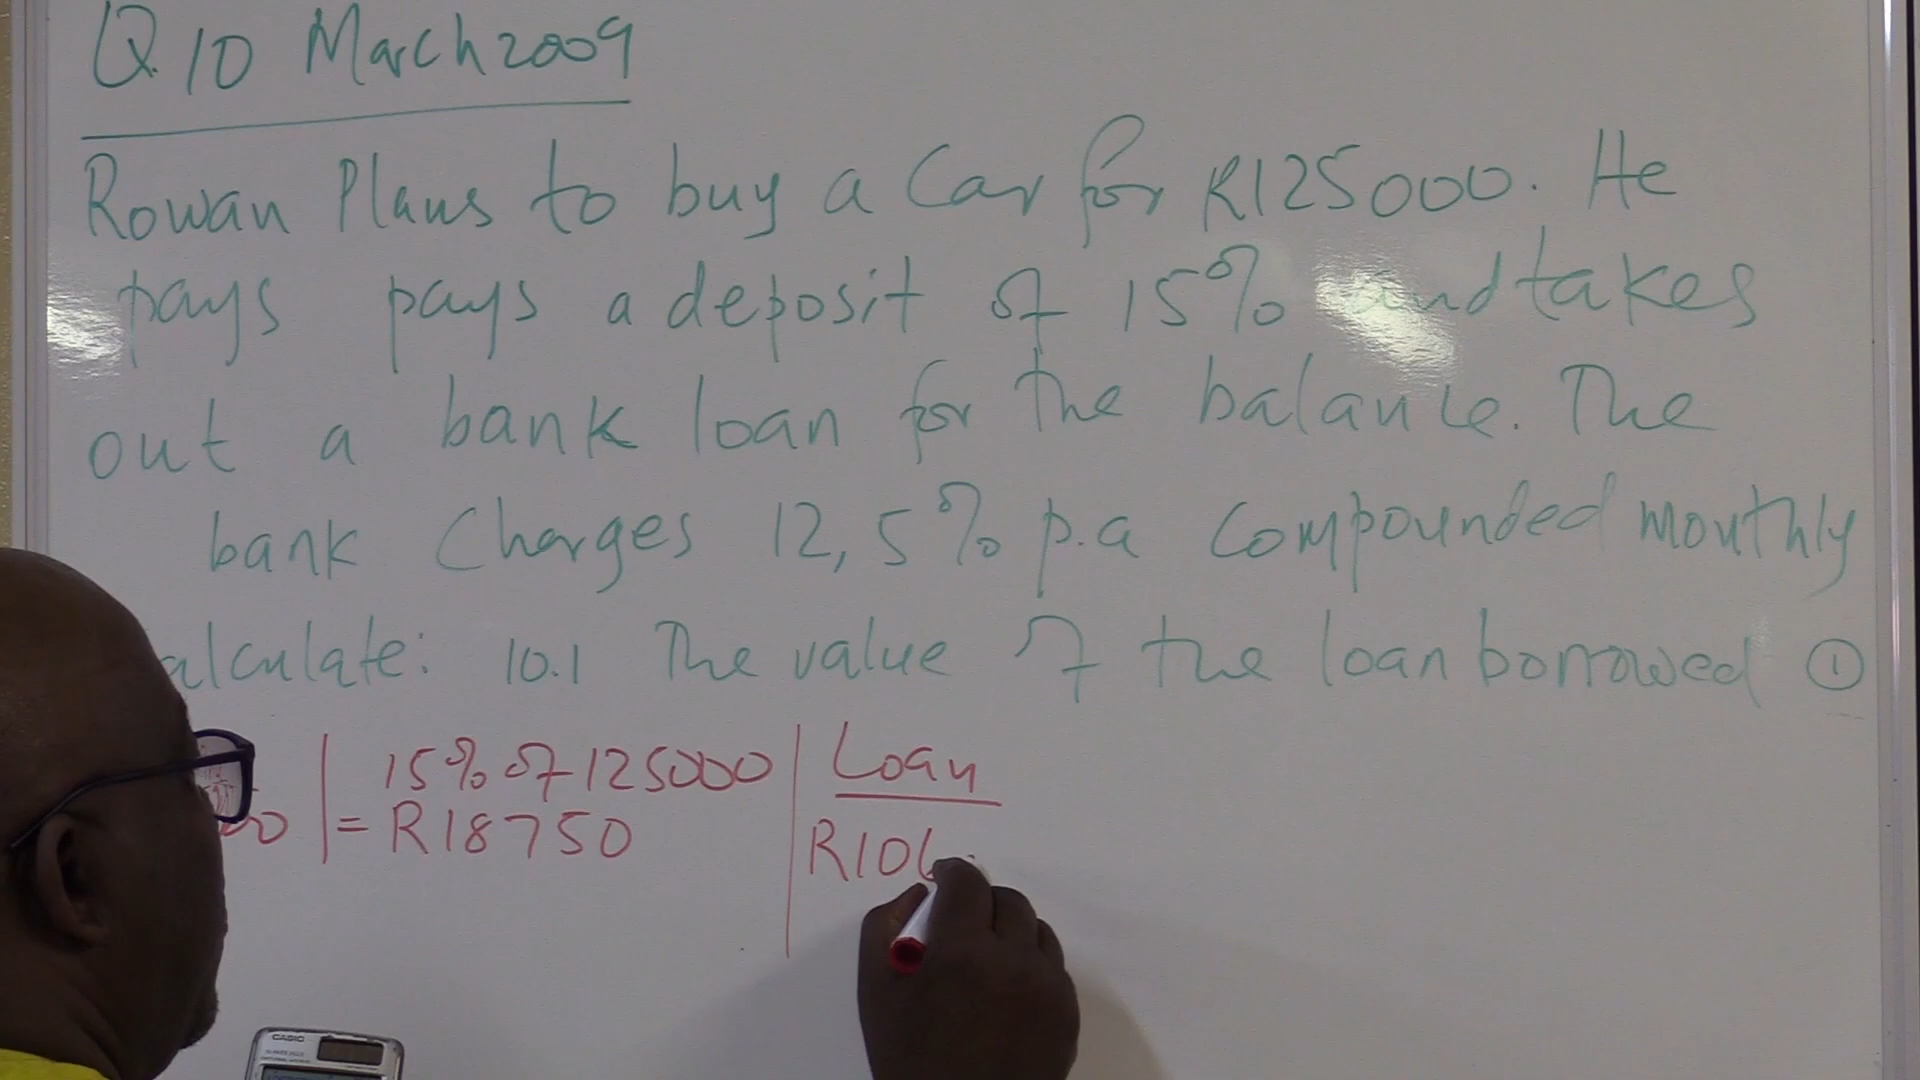 Q 10 March 2009
Rowan Plans to buy a Car for R125000. He
pays pays a deposit of 15% and takes
out a bank loan for the balance. The
bank Charges 12,5% p.a compounded monthly
alculate: 10.1 The value of the loan borrowed 1
15% of 125000 Loan
= R18750 R106
CASIO